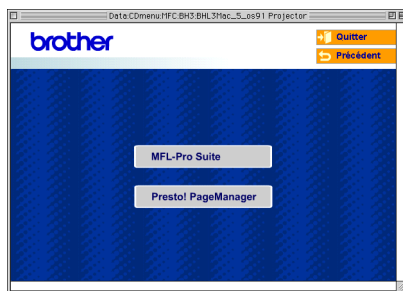 Data:CDmenu:MFC:BH3:BHL3Mac_5_os91 Projector
brother
Quitter
Précédent
MFL-Pro Suite
Presto! PageManager